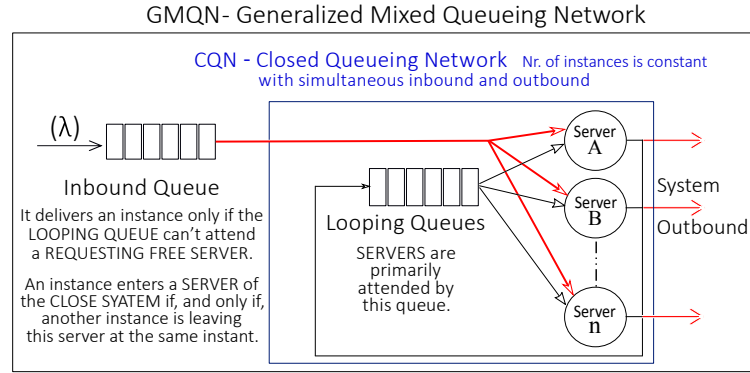 GMQN- Generalized Mixed Queueing Network
CQN - Closed Queueing Network Nr. of instances is constant
with simultaneous inbound and outbound
(λ)
Inbound Queue
It delivers an instance only if the
LOOPING QUEUE can't attend
a REQUESTING FREE SERVER.
An instance enters a SERVER of
the CLOSE SYATEM if, and only if,
another instance is leaving
this server at the same instant.
Looping Queues
SERVERS are
primarily
attended by
this queue.
Server
A
Server
B
Server
n
System
Outbound